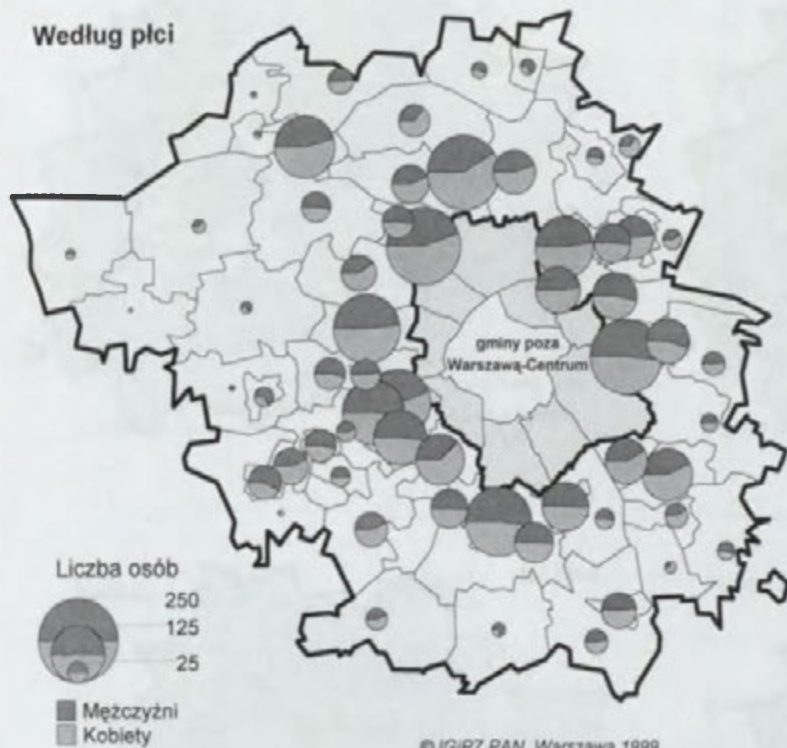 Według płci
gminy poza
Warszawą-Centrum
Liczba osób
250
125
25
Mężczyźni
Kobiety
© IGiPZ PAN, Warszawa 1999